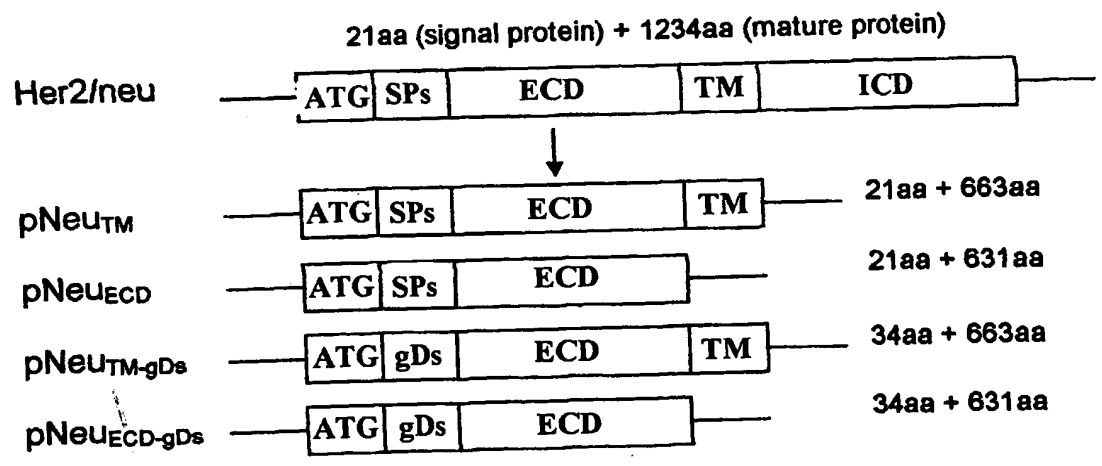 21aa (signal protein) + 1234aa (mature protein)
Her2/neu ATG SPs ECD TM ICD
pNeuTM ATG SPs ECD TM 21aa + 663aa
pNeuECD ATG SPs ECD 21aa + 631aa
pNeuTM-gDs ATG gDs ECD TM 34aa + 663aa
pNeuECD-gDs ATG gDs ECD 34aa + 631aa